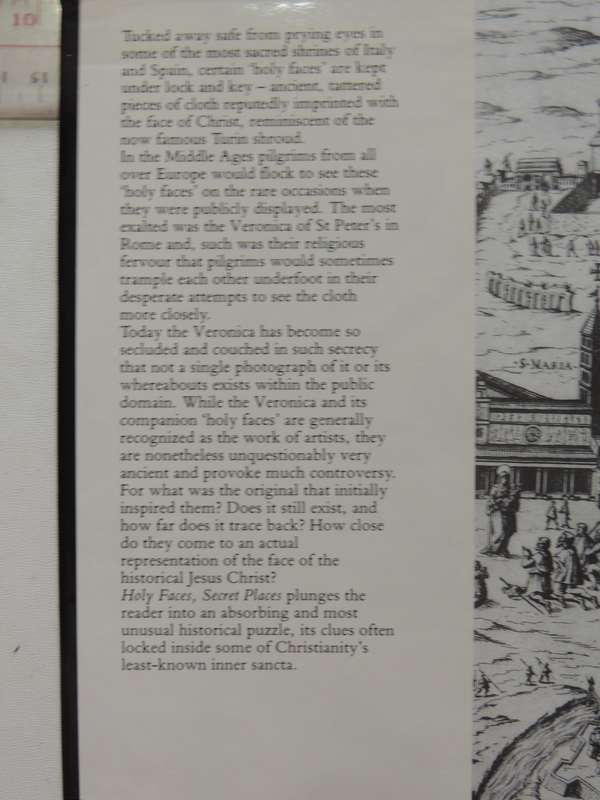 10
15
Tucked away safe from prying eyes in
some of the most sacred shrines of Italy
and Spain, certain 'holy faces' are kept
under lock and key – ancient, tattered
pieces of cloth reputedly imprinted with
the face of Christ, reminiscent of the
now famous Turin shroud.
In the Middle Ages pilgrims from all
over Europe would flock to see these
'holy faces' on the rare occasions when
they were publicly displayed. The most
exalted was the Veronica of St Peter's in
Rome and, such was their religious
fervour that pilgrims would sometimes
trample each other underfoot in their
desperate attempts to see the cloth
more closely.
Today the Veronica has become so
secluded and couched in such secrecy
that not a single photograph of it or its
whereabouts exists within the public
domain. While the Veronica and its
companion 'holy faces' are generally
recognized as the work of artists, they
are nonetheless unquestionably very
ancient and provoke much controversy.
For what was the original that initially
inspired them? Does it still exist, and
how far does it trace back? How close
do they come to an actual
representation of the face of the
historical Jesus Christ?
Holy Faces, Secret Places plunges the
reader into an absorbing and most
unusual historical puzzle, its clues often
locked inside some of Christianity's
least-known inner sancta.
·S·MARIA·